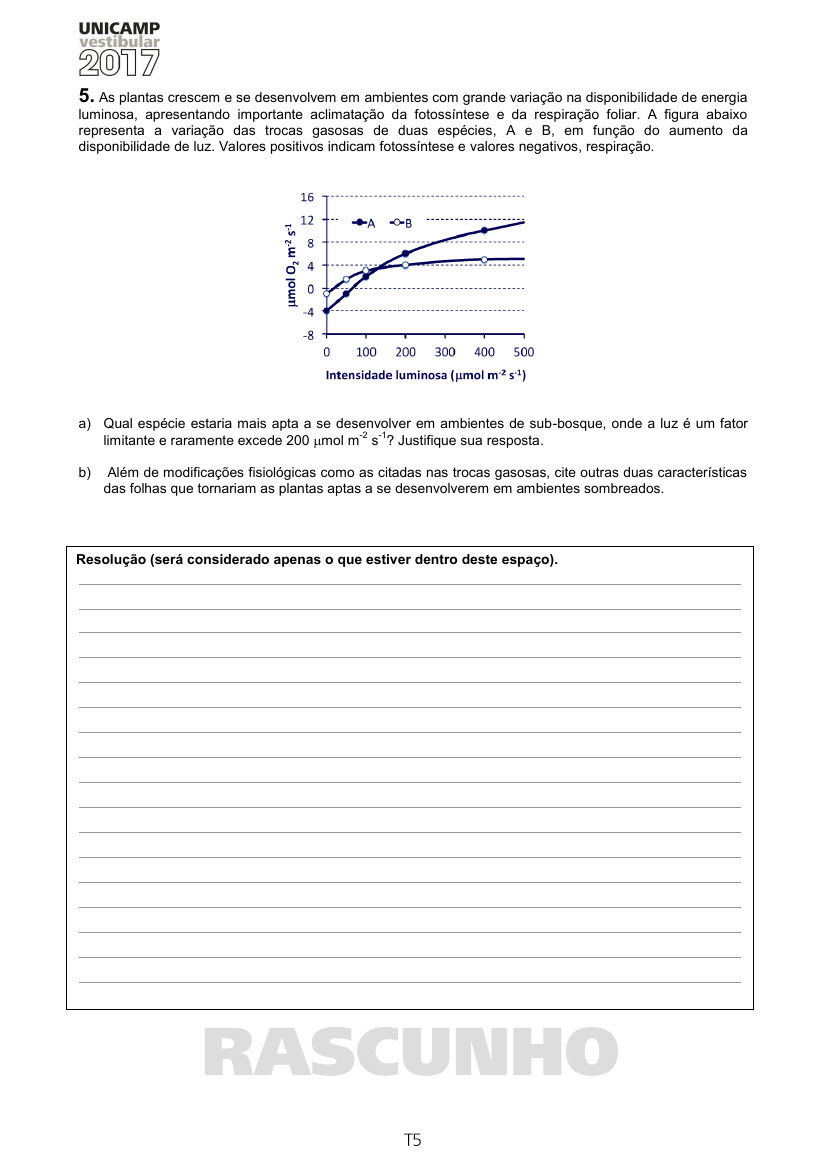 UNICAMP
vestibular
2017
5. As plantas crescem e se desenvolvem em ambientes com grande variação na disponibilidade de energia
luminosa, apresentando importante aclimatação da fotossíntese e da respiração foliar. A figura abaixo
representa a variação das trocas gasosas de duas espécies, A e B, em função do aumento da
disponibilidade de luz. Valores positivos indicam fotossíntese e valores negativos, respiração.
16
12
8
4
0
-4
-8
A B
μmol O2 m-2 s-1
0 100 200 300 400 500
Intensidade luminosa (μmol m-2 s-1)
a) Qual espécie estaria mais apta a se desenvolver em ambientes de sub-bosque, onde a luz é um fator
limitante e raramente excede 200 μmol m-2 s-1? Justifique sua resposta.
b) Além de modificações fisiológicas como as citadas nas trocas gasosas, cite outras duas características
das folhas que tornariam as plantas aptas a se desenvolverem em ambientes sombreados.
Resolução (será considerado apenas o que estiver dentro deste espaço).
RASCUNHO
T5